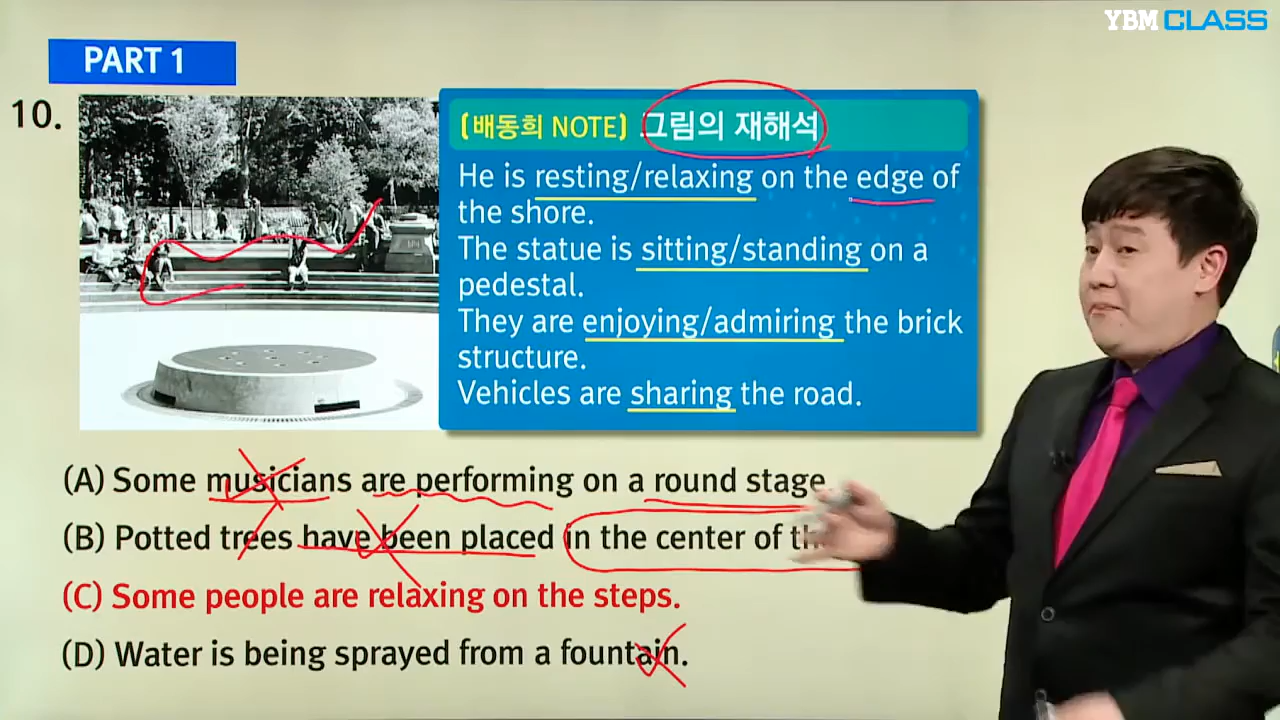 YBM CLASS
PART 1
10.
[배동희 NOTE] 그림의 재해석
He is resting/relaxing on the edge of
the shore.
The statue is sitting/standing on a
pedestal.
They are enjoying/admiring the brick
structure.
Vehicles are sharing the road.
(A) Some musicians are performing on a round stage
(B) Potted trees have been placed in the center of
(C) Some people are relaxing on the steps.
(D) Water is being sprayed from a fountain.